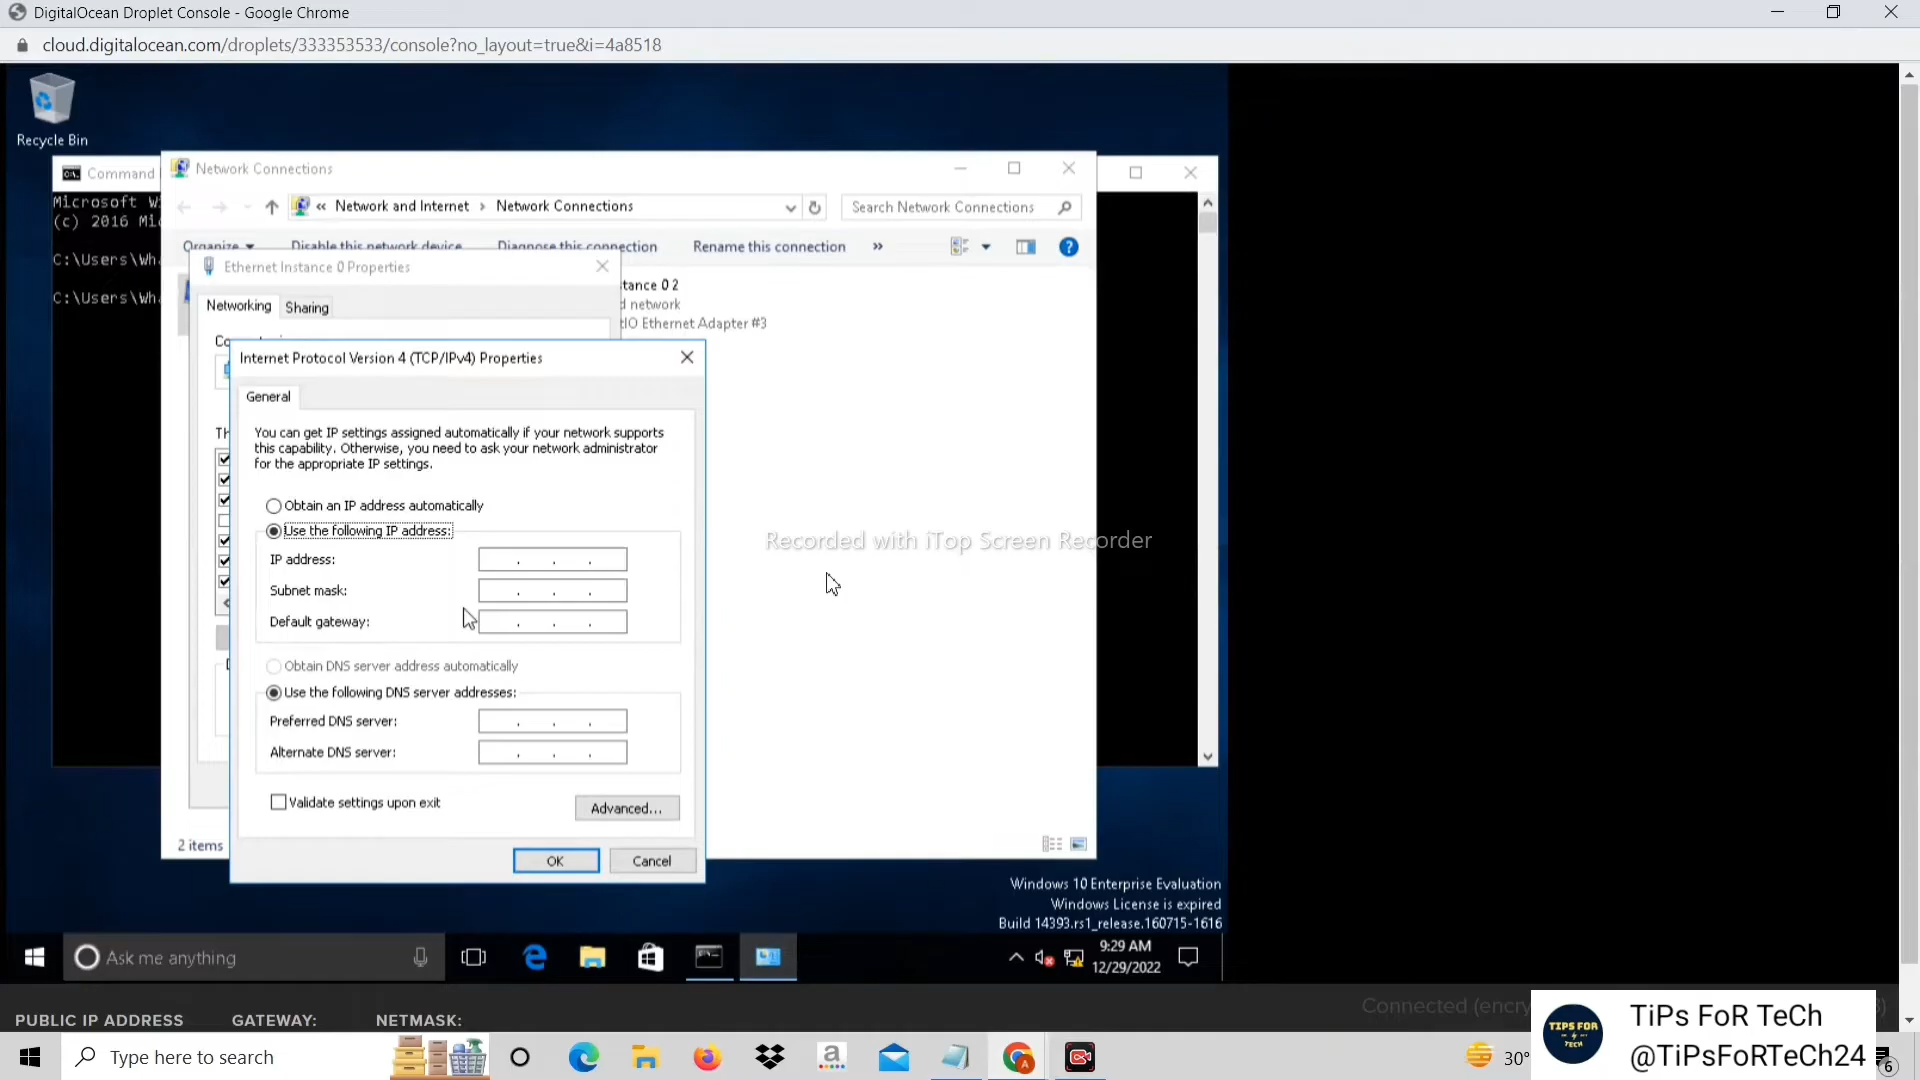 DigitalOcean Droplet Console - Google Chrome
cloud.digitalocean.com/droplets/333353533/console?no_layout=true&i=4a8518
Recycle Bin
Command
Network Connections
Microsoft W
(c) 2016 Mi
« Network and Internet › Network Connections
Search Network Connections
Organize
Disable this network device
Diagnose this connection
Rename this connection
»
C:\Users\Wha
C:\Users\Wha
Ethernet Instance 0 Properties
Networking
Sharing
tance 0 2
d network
tIO Ethernet Adapter #3
Internet Protocol Version 4 (TCP/IPv4) Properties
General
You can get IP settings assigned automatically if your network supports
this capability. Otherwise, you need to ask your network administrator
for the appropriate IP settings.
Obtain an IP address automatically
Use the following IP address:
IP address:
Subnet mask:
Default gateway:
Obtain DNS server address automatically
Use the following DNS server addresses:
Preferred DNS server:
Alternate DNS server:
Validate settings upon exit
Advanced...
OK
Cancel
2 items
Recorded with iTop Screen Recorder
Windows 10 Enterprise Evaluation
Windows License is expired
Build 14393.rs1_release.160715-1616
Ask me anything
9:29 AM
12/29/2022
Connected (encry
PUBLIC IP ADDRESS
GATEWAY:
NETMASK:
Type here to search
30°
TIPS FOR
TECH
TiPs FoR TeCh
@TiPsFoRTeCh24
6